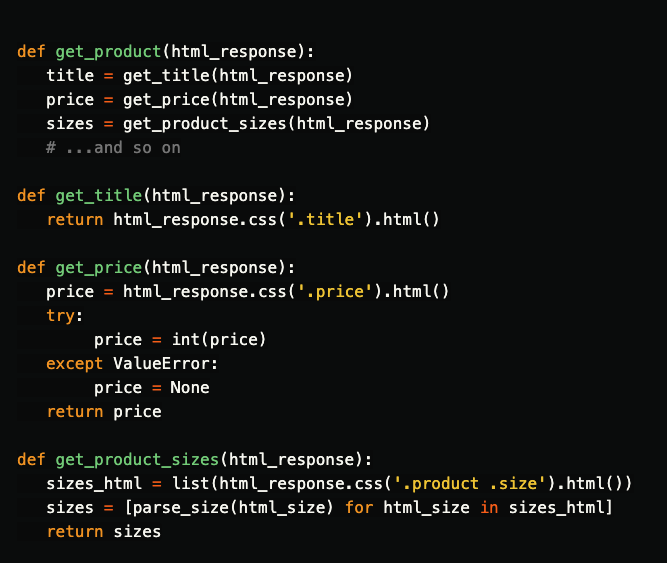 def get_product(html_response):
   title = get_title(html_response)
   price = get_price(html_response)
   sizes = get_product_sizes(html_response)
   # ...and so on

def get_title(html_response):
   return html_response.css('.title').html()

def get_price(html_response):
   price = html_response.css('.price').html()
   try:
        price = int(price)
   except ValueError:
        price = None
   return price

def get_product_sizes(html_response):
   sizes_html = list(html_response.css('.product .size').html())
   sizes = [parse_size(html_size) for html_size in sizes_html]
   return sizes